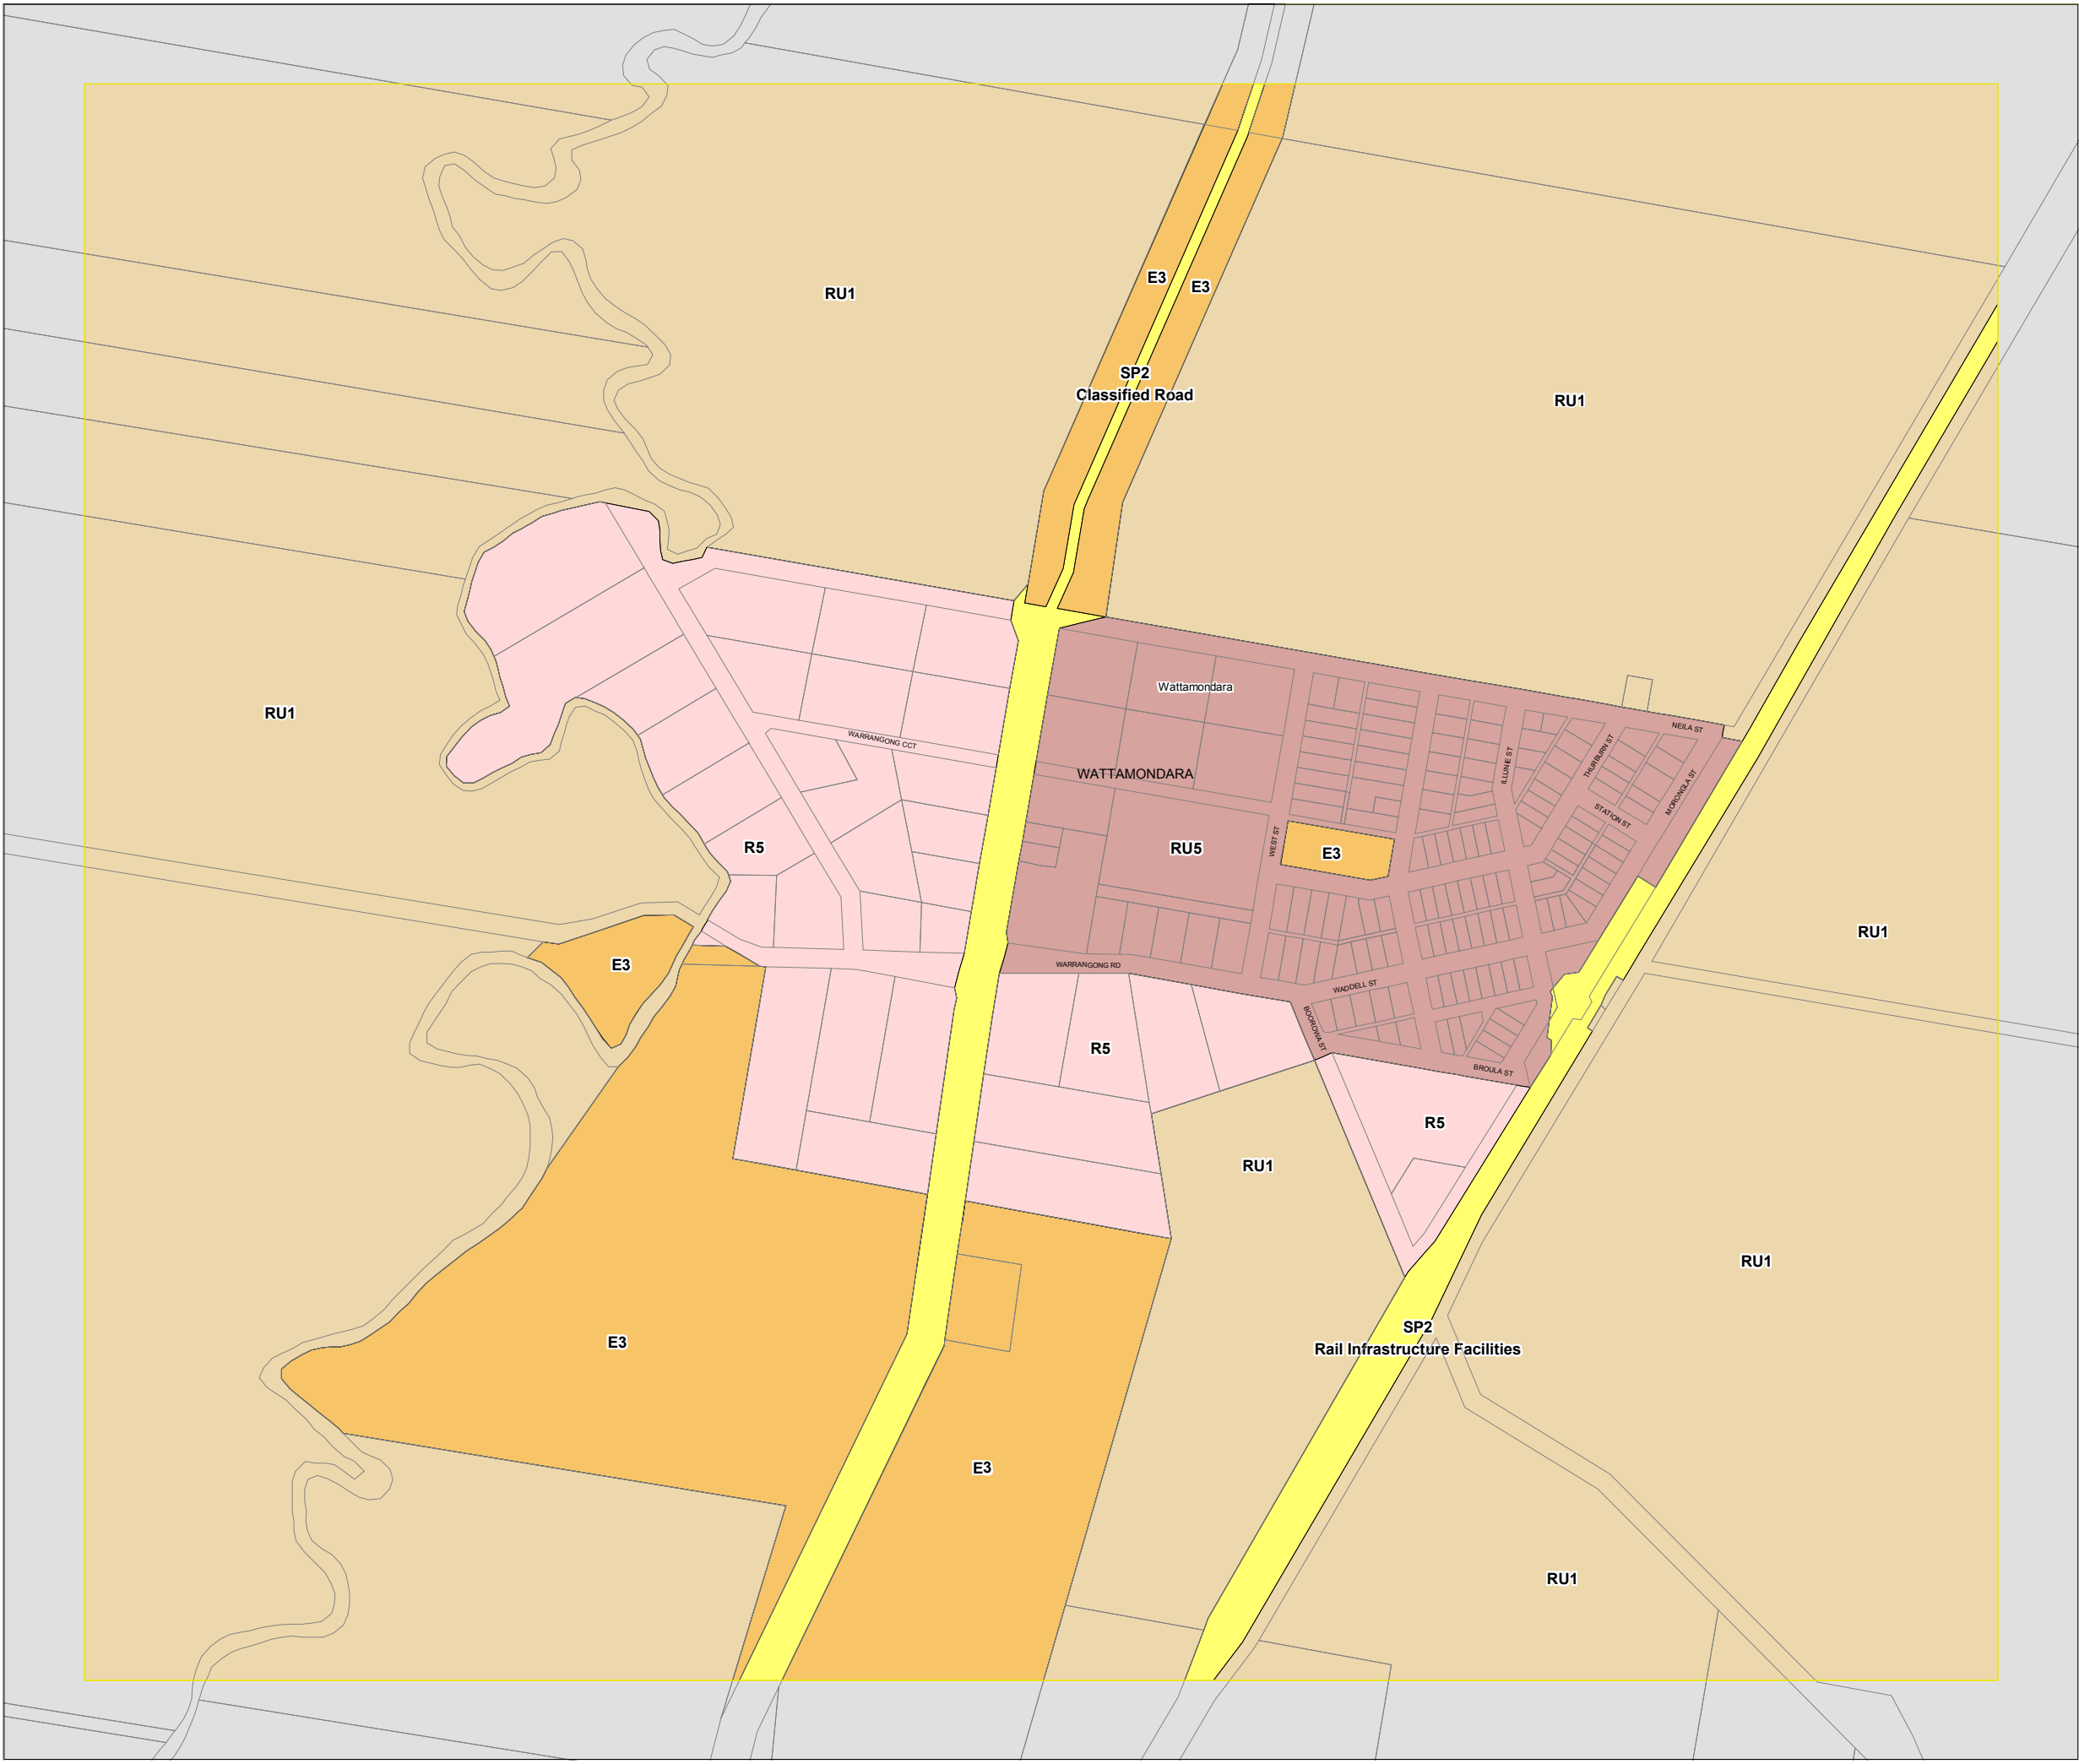 E3
E3
RU1
SP2
Classified Road
RU1
Wattamondara
RU1
NEILA ST
WARRANGONG CCT
THURBURN ST
ILLUNIE ST
WATTAMONDARA
MORONGLA ST
STATION ST
R5
RU5
WEST ST
E3
RU1
E3
WARRANGONG RD
WADDELL ST
BOOROWA ST
R5
BROULA ST
R5
RU1
RU1
SP2
Rail Infrastructure Facilities
E3
E3
RU1